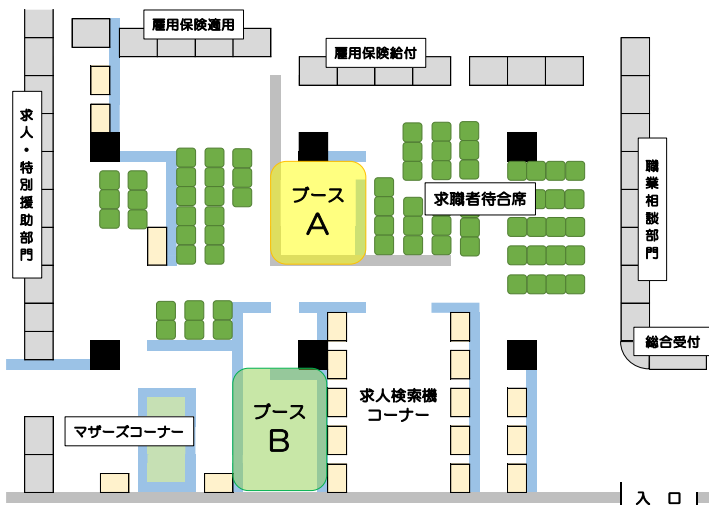 雇用保険適用
雇用保険給付
求人・特別援助部門
ブース
A
求職者待合席
職業相談部門
総合受付
ブース
B
求人検索機
コーナー
マザーズコーナー
入 口